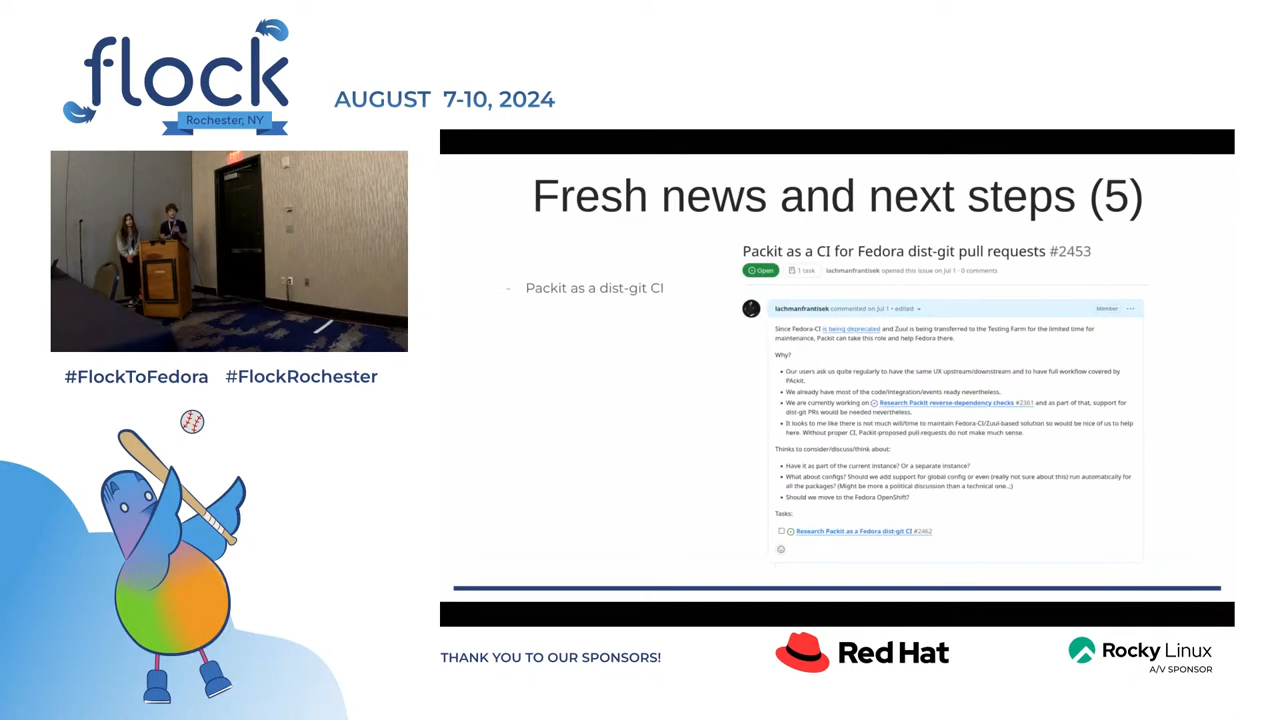 flock
Rochester, NY
AUGUST 7-10, 2024
#FlockToFedora #FlockRochester
Fresh news and next steps (5)
- Packit as a dist-git CI
Packit as a CI for Fedora dist-git pull requests #2453
Open 1 task lachmanfrantisek opened this issue on Jul 1 · 0 comments
lachmanfrantisek commented on Jul 1 • edited Member ...
Since Fedora-CI is being deprecated and Zuul is being transferred to the Testing Farm for the limited time for
maintenance, Packit can take this role and help Fedora there.
Why?
• Our users ask us quite regularly to have the same UX upstream/downstream and to have full workflow covered by
PAckit.
• We already have most of the code/integration/events ready nevertheless.
• We are currently working on Research Packit reverse-dependency checks #2361 and as part of that, support for
dist-git PRs would be needed nevertheless.
• It looks to me like there is not much will/time to maintain Fedora-CI/Zuul-based solution so would be nice of us to help
here. Without proper CI, Packit-proposed pull-requests do not make much sense.
Thinks to consider/discuss/think about:
• Have it as part of the current instance? Or a separate instance?
• What about configs? Should we add support for global config or even (really not sure about this) run automatically for
all the packages? (Might be more a political discussion than a technical one..;)
• Should we move to the Fedora OpenShift?
Tasks:
Research Packit as a Fedora dist-git CI #2462
THANK YOU TO OUR SPONSORS!
Red Hat
Rocky Linux
A/V SPONSOR